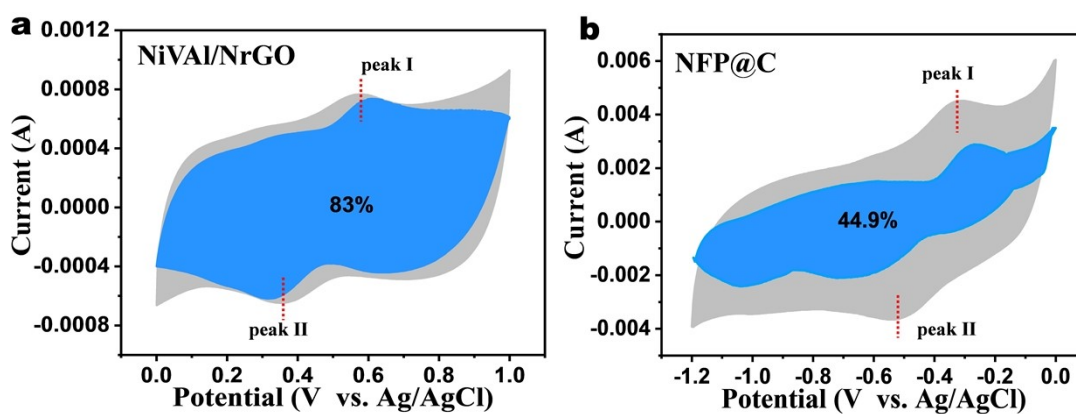 a
NiVAl/NrGO
peak I
83%
peak II
Current (A)
0.0012
0.0008
0.0004
0.0000
-0.0004
-0.0008
0.0 0.2 0.4 0.6 0.8 1.0
Potential (V vs. Ag/AgCl)
b
NFP@C
peak I
44.9%
peak II
Current (A)
0.006
0.004
0.002
0.000
-0.002
-0.004
-1.2 -1.0 -0.8 -0.6 -0.4 -0.2 -0.0
Potential (V vs. Ag/AgCl)